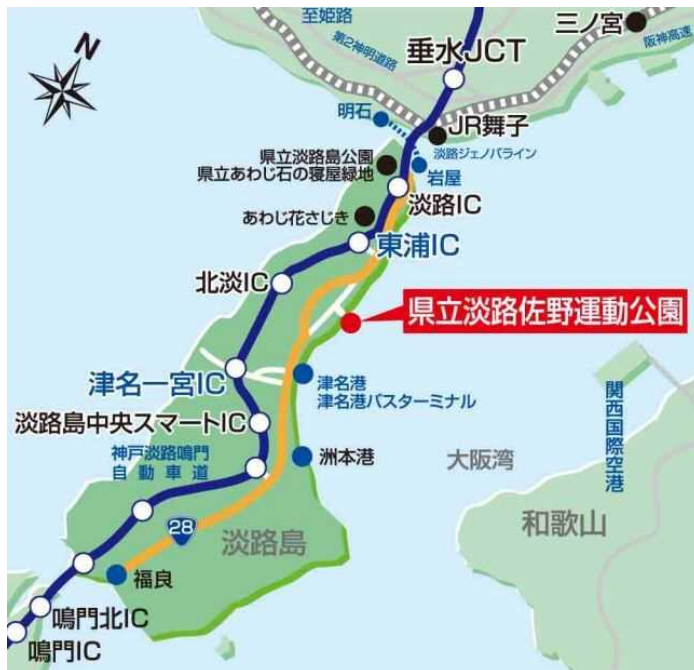 至姫路
三ノ宮
第2神明道路
阪神高速
垂水JCT
N
明石
JR舞子
淡路ジェノバライン
県立淡路島公園
県立あわじ石の寝屋緑地
岩屋
淡路IC
あわじ花さじき
東浦IC
北淡IC
県立淡路佐野運動公園
津名一宮IC
津名港
津名港バスターミナル
関西国際空港
淡路島中央スマートIC
神戸淡路鳴門
自動車道
洲本港
大阪湾
和歌山
28
淡路島
福良
鳴門北IC
鳴門IC